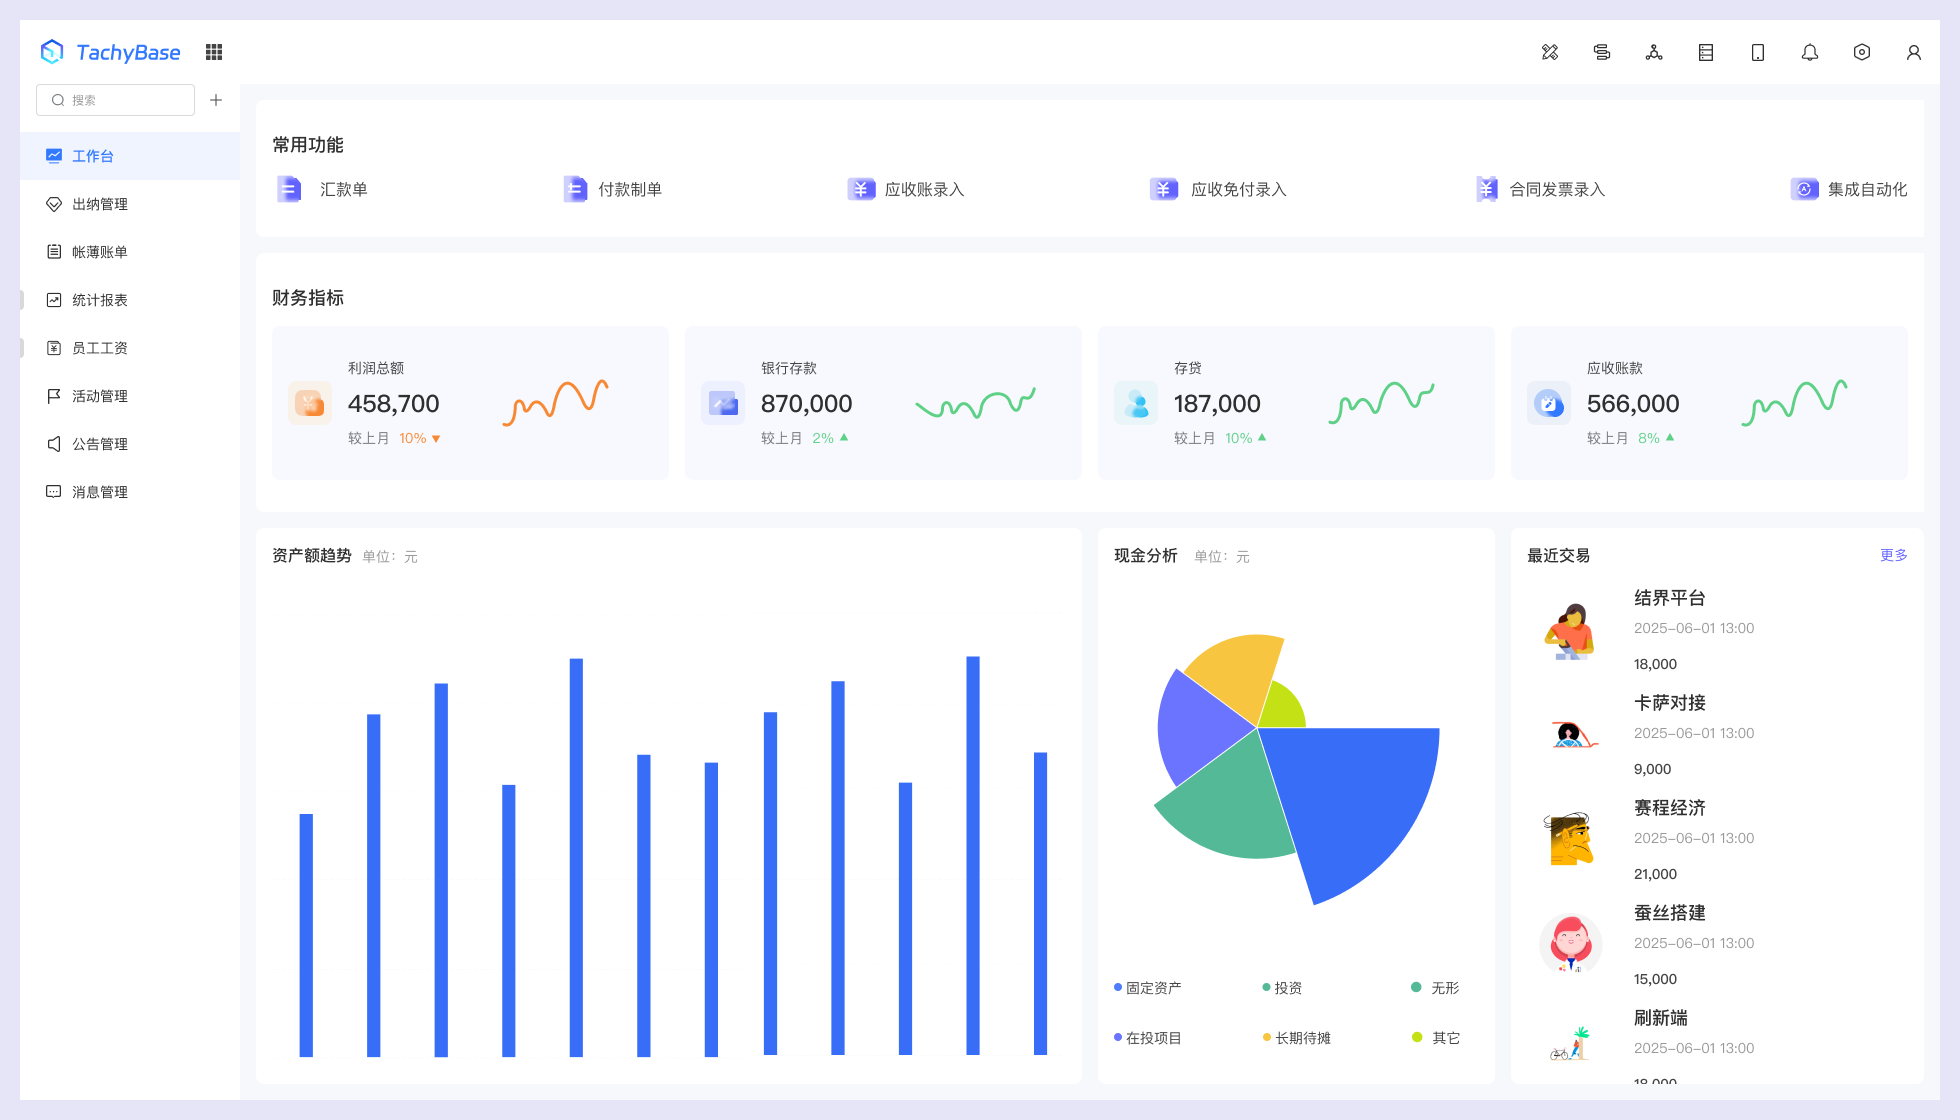 TachyBase
搜索
工作台
出纳管理
帐薄账单
统计报表
员工工资
活动管理
公告管理
消息管理
常用功能
汇款单
付款制单
应收账录入
应收免付录入
合同发票录入
集成自动化
财务指标
利润总额
458,700
较上月 10%
银行存款
870,000
较上月 2%
存贷
187,000
较上月 10%
应收账款
566,000
较上月 8%
资产额趋势 单位：元
现金分析 单位：元
固定资产
投资
无形
在投项目
长期待摊
其它
最近交易 更多
结界平台
2025-06-01 13:00
18,000
卡萨对接
2025-06-01 13:00
9,000
赛程经济
2025-06-01 13:00
21,000
蚕丝搭建
2025-06-01 13:00
15,000
刷新端
2025-06-01 13:00
18,000